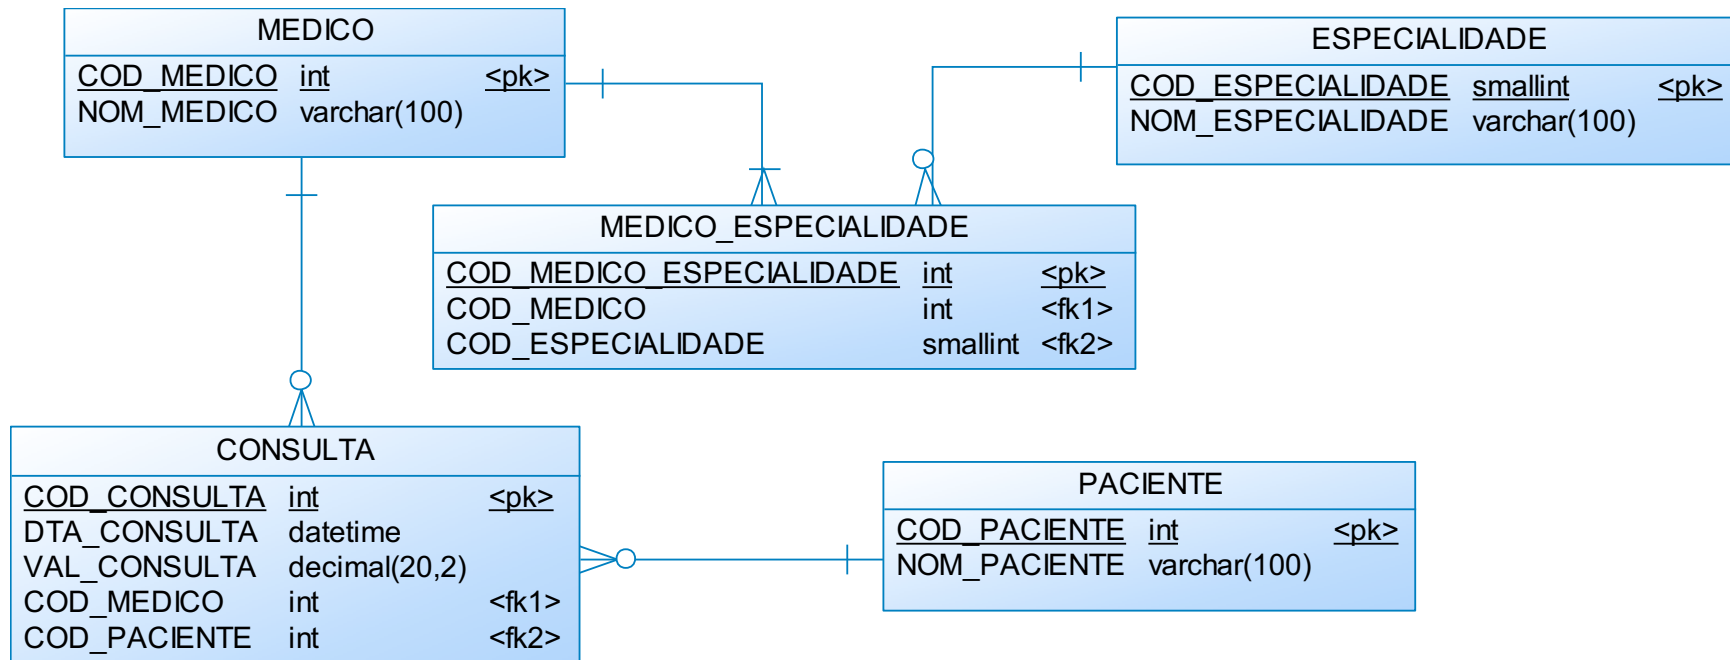 MEDICO
COD_MEDICO int <pk>
NOM_MEDICO varchar(100)
ESPECIALIDADE
COD_ESPECIALIDADE smallint <pk>
NOM_ESPECIALIDADE varchar(100)
MEDICO_ESPECIALIDADE
COD_MEDICO_ESPECIALIDADE int <pk>
COD_MEDICO int <fk1>
COD_ESPECIALIDADE smallint <fk2>
CONSULTA
COD_CONSULTA int <pk>
DTA_CONSULTA datetime
VAL_CONSULTA decimal(20,2)
COD_MEDICO int <fk1>
COD_PACIENTE int <fk2>
PACIENTE
COD_PACIENTE int <pk>
NOM_PACIENTE varchar(100)